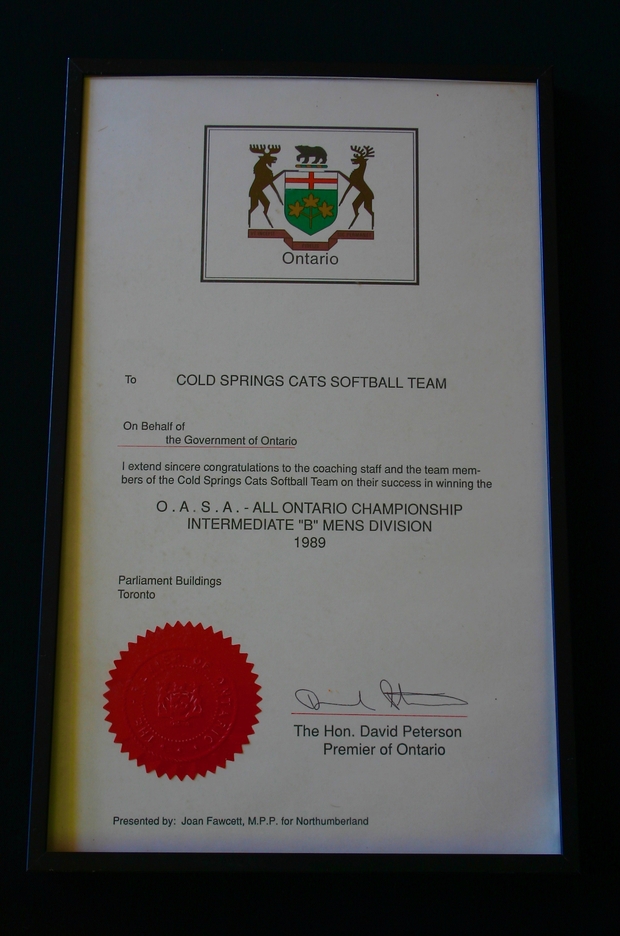 Ontario
To COLD SPRINGS CATS SOFTBALL TEAM
On Behalf of
the Government of Ontario
I extend sincere congratulations to the coaching staff and the team mem-
bers of the Cold Springs Cats Softball Team on their success in winning the
O . A . S . A . - ALL ONTARIO CHAMPIONSHIP
INTERMEDIATE "B" MENS DIVISION
1989
Parliament Buildings
Toronto
The Hon. David Peterson
Premier of Ontario
Presented by: Joan Fawcett, M.P.P. for Northumberland